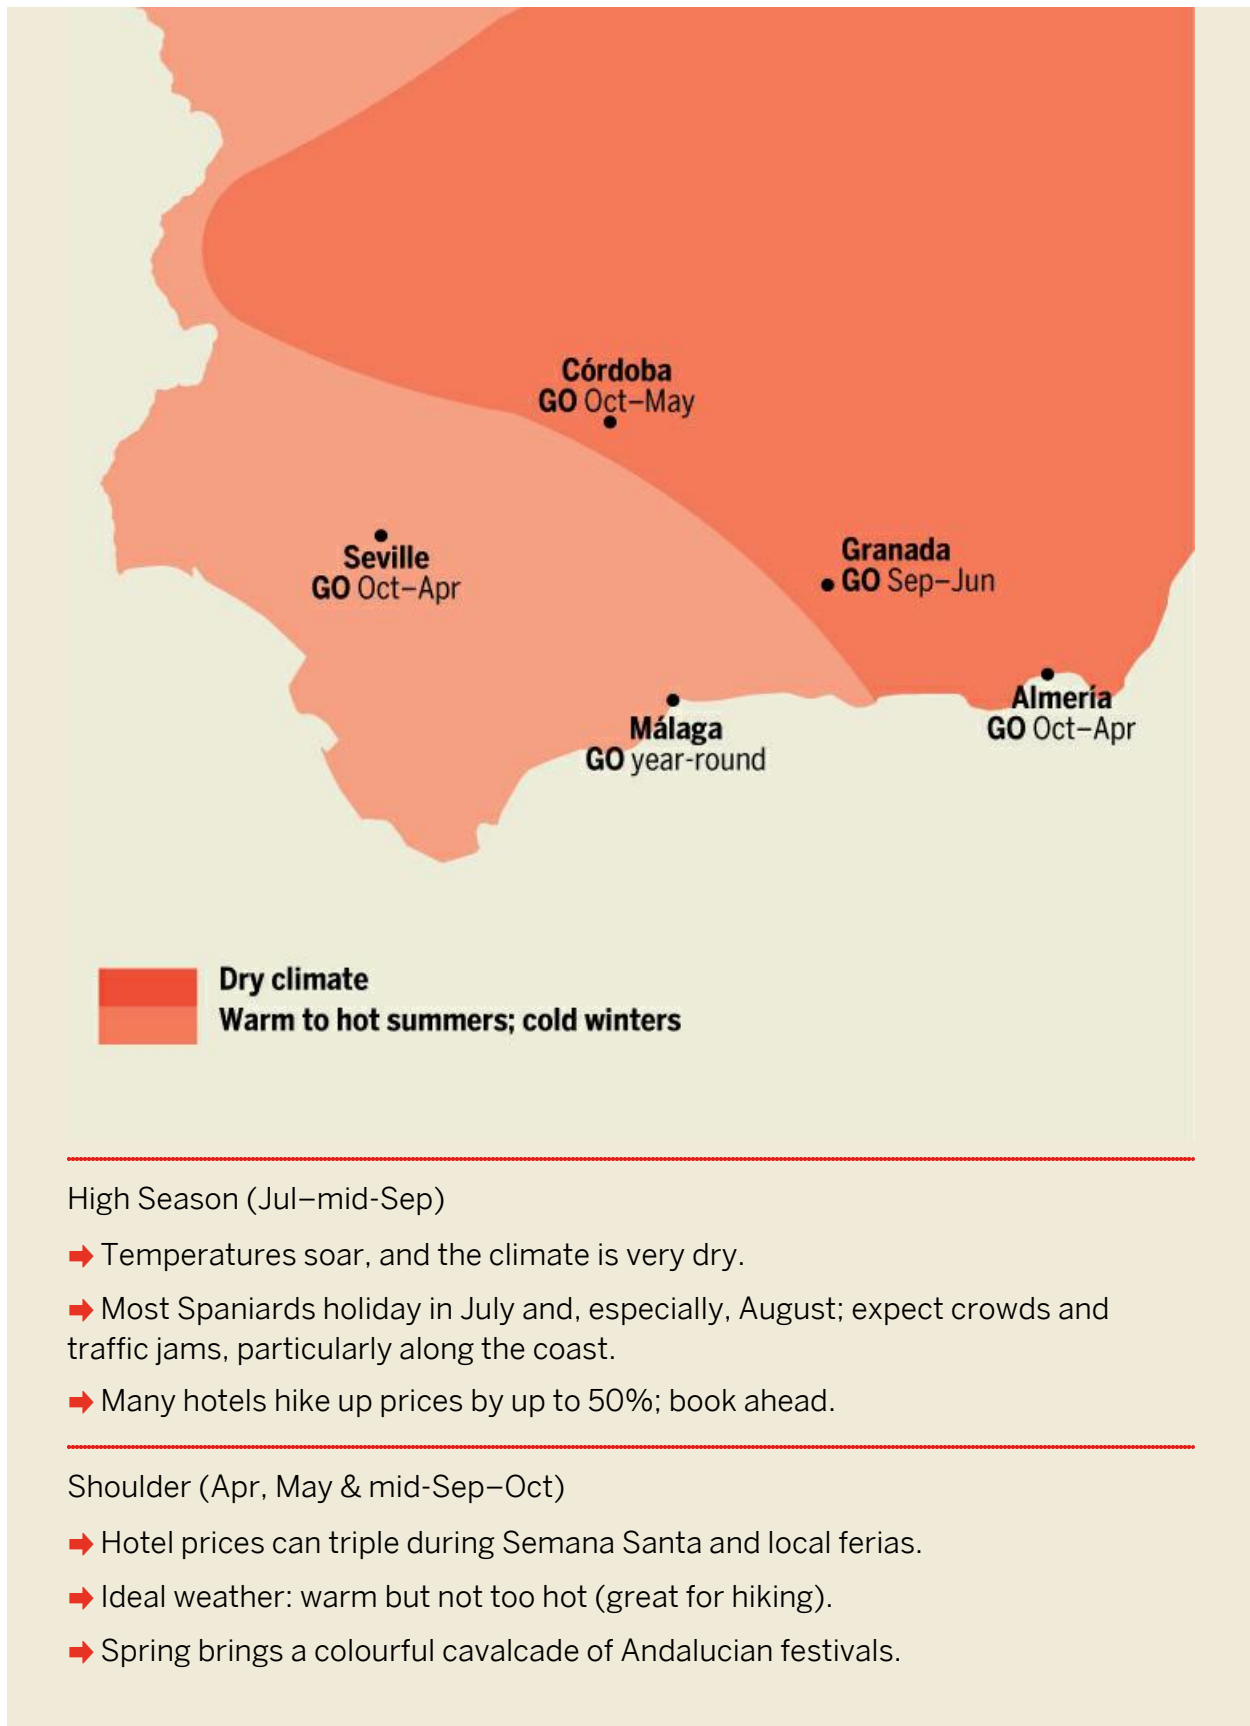 Córdoba
GO Oct–May
Seville
GO Oct–Apr
Granada
GO Sep–Jun
Málaga
GO year-round
Almería
GO Oct–Apr
Dry climate
Warm to hot summers; cold winters
High Season (Jul–mid-Sep)
➡ Temperatures soar, and the climate is very dry.
➡ Most Spaniards holiday in July and, especially, August; expect crowds and
traffic jams, particularly along the coast.
➡ Many hotels hike up prices by up to 50%; book ahead.
Shoulder (Apr, May & mid-Sep–Oct)
➡ Hotel prices can triple during Semana Santa and local ferias.
➡ Ideal weather: warm but not too hot (great for hiking).
➡ Spring brings a colourful cavalcade of Andalucian festivals.